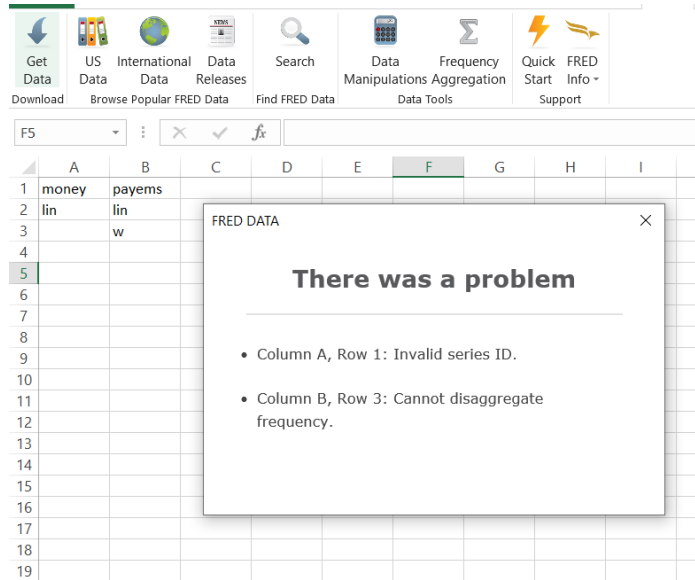 Get Data
US Data
International Data
NEWS
Data Releases
Search
Data Manipulations
Frequency Aggregation
Quick Start
FRED Info
Download
Browse Popular FRED Data
Find FRED Data
Data Tools
Support
F5
fx
A B C D E F G H I
1 money payems
2 lin lin
3 w
4
5
6
7
8
9
10
11
12
13
14
15
16
17
18
19
FRED DATA
There was a problem
• Column A, Row 1: Invalid series ID.
• Column B, Row 3: Cannot disaggregate
frequency.